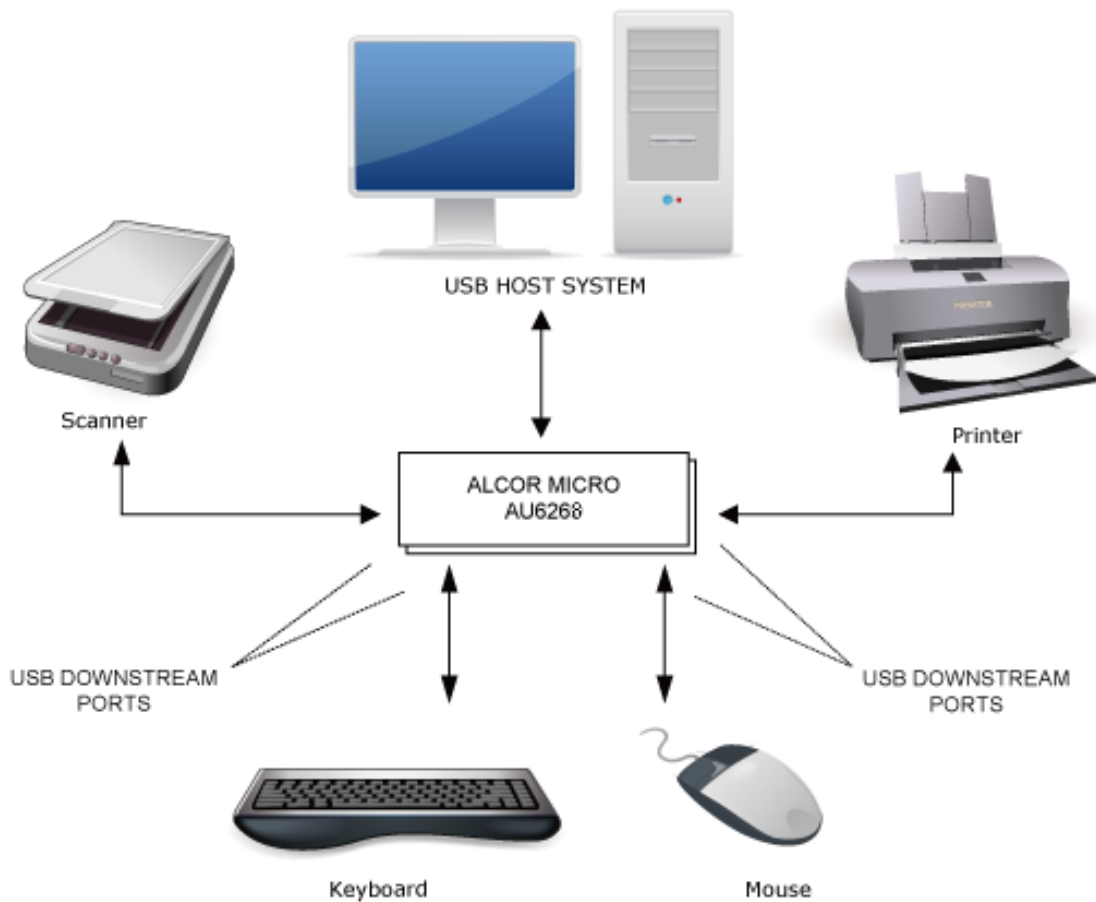 USB HOST SYSTEM
Scanner
Printer
ALCOR MICRO
AU6268
USB DOWNSTREAM
PORTS
USB DOWNSTREAM
PORTS
Keyboard
Mouse